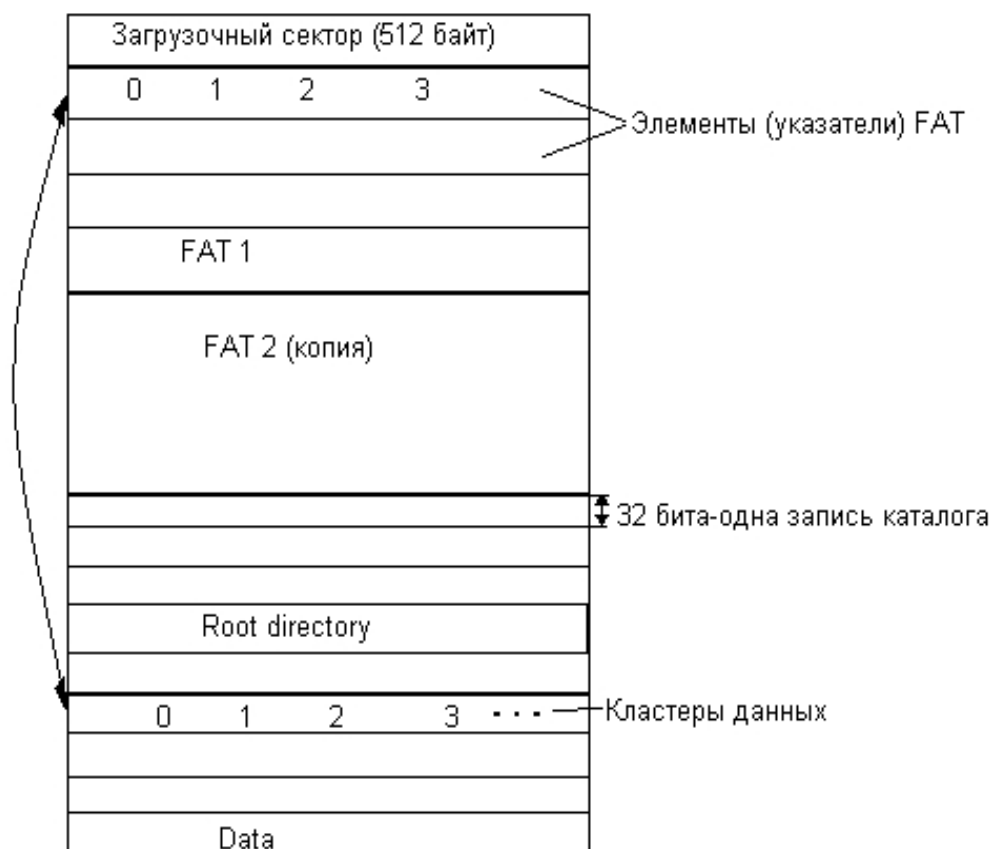 Загрузочный сектор (512 байт)
0 1 2 3
Элементы (указатели) FAT
FAT 1
FAT 2 (копия)
32 бита-одна запись каталога
Root directory
0 1 2 3 . . .
Кластеры данных
Data